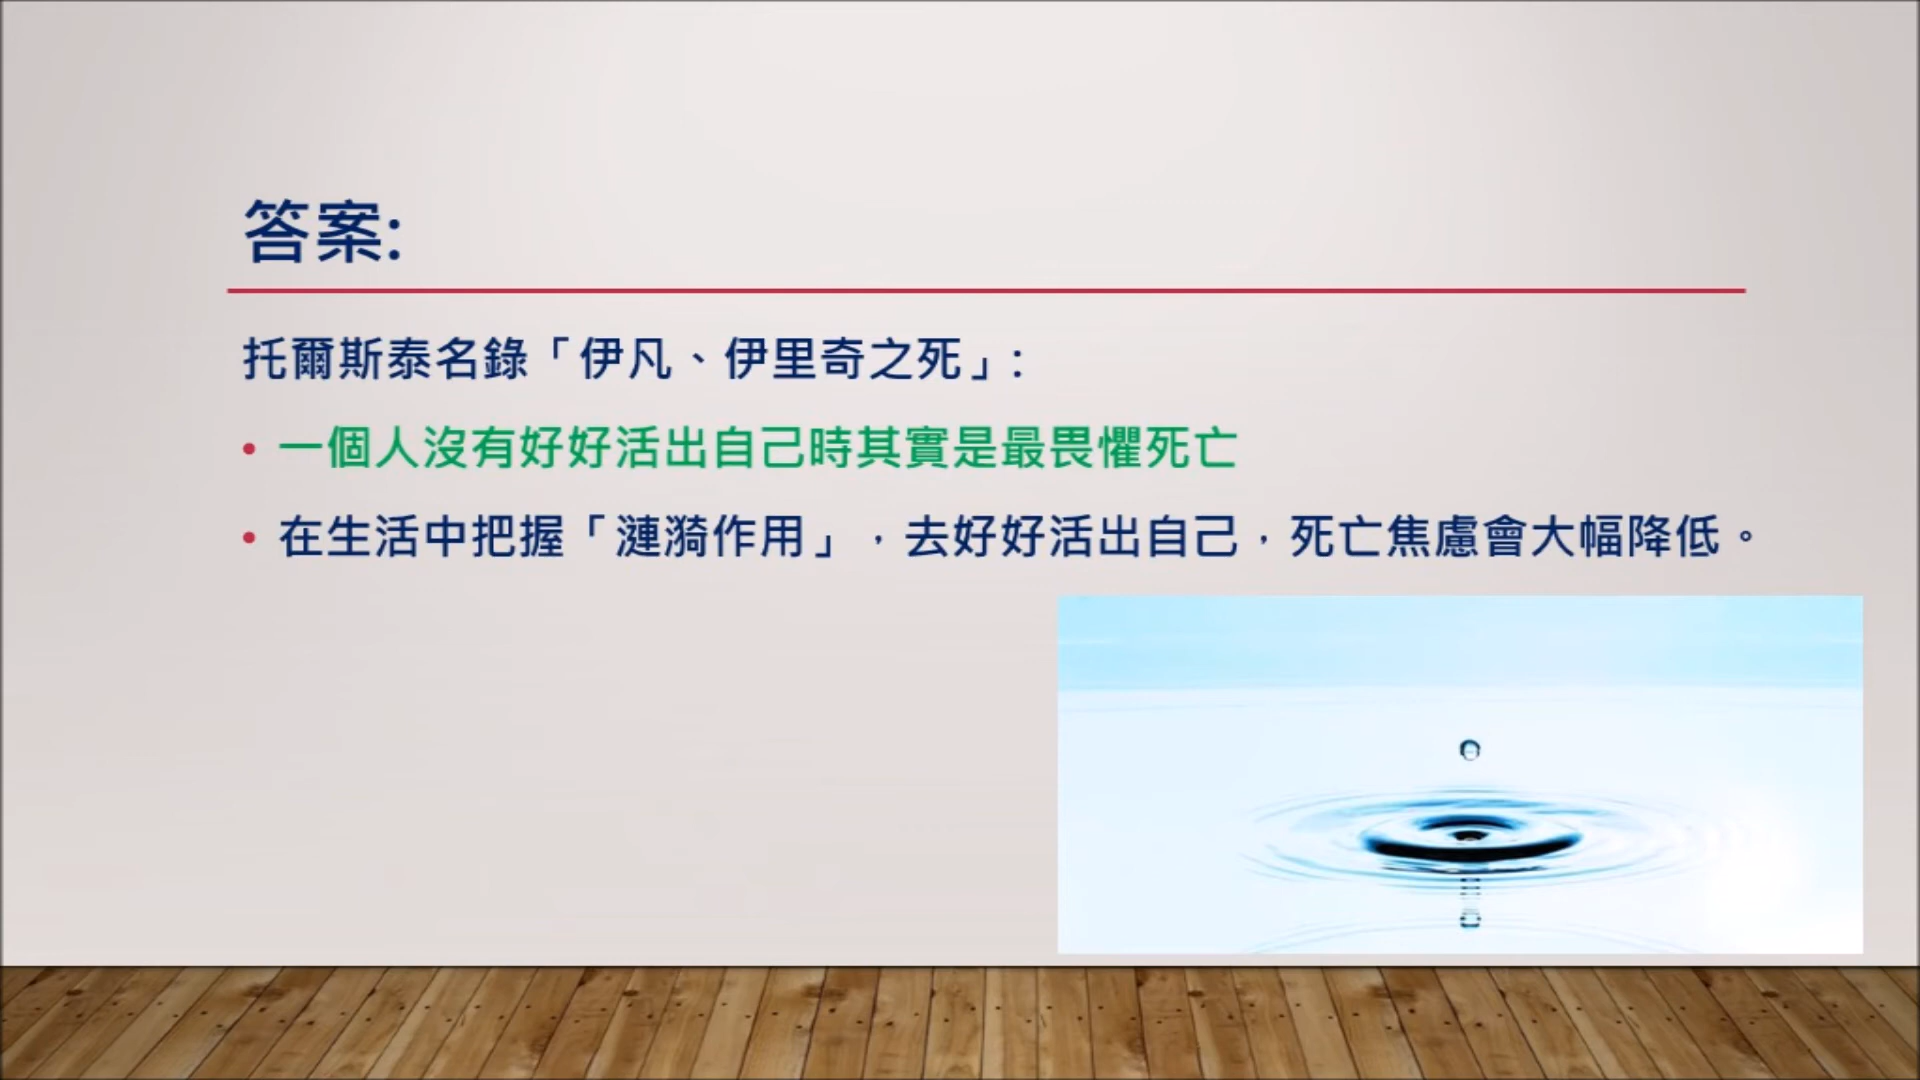 答案:
托爾斯泰名錄「伊凡、伊里奇之死」:
• 一個人沒有好好活出自己時其實是最畏懼死亡
• 在生活中把握「漣漪作用」，去好好活出自己，死亡焦慮會大幅降低。